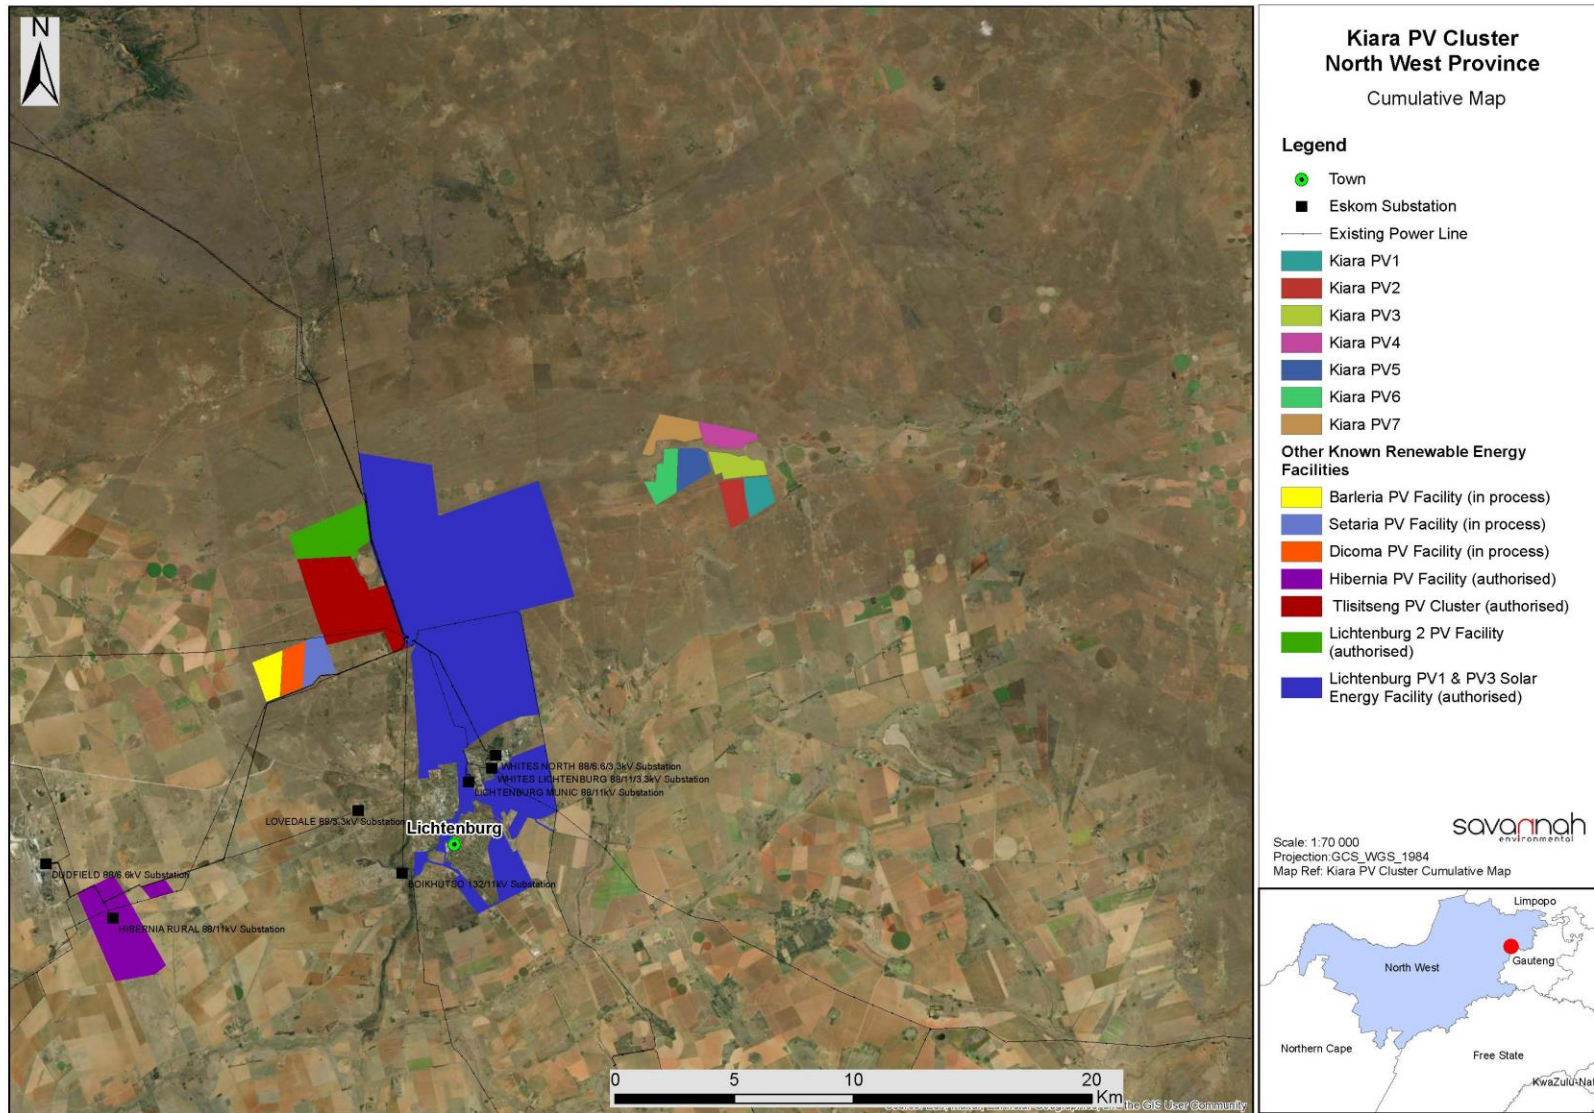 N
WHITES NORTH 88/6.6/3.3kV Substation
WHITES LICHTENBURG 88/11/3.3kV Substation
LICHTENBURG MUNIC 88/11kV Substation
LOVEDALE 88/3.3kV Substation
Lichtenburg
DUDFIELD 88/6.6kV Substation
BOIKHUTSO 132/11kV Substation
HIBERNIA RURAL 88/11kV Substation
0 5 10 20
Km
the GIS User Community
Kiara PV Cluster
North West Province
Cumulative Map
Legend
Town
Eskom Substation
Existing Power Line
Kiara PV1
Kiara PV2
Kiara PV3
Kiara PV4
Kiara PV5
Kiara PV6
Kiara PV7
Other Known Renewable Energy
Facilities
Barleria PV Facility (in process)
Setaria PV Facility (in process)
Dicoma PV Facility (in process)
Hibernia PV Facility (authorised)
Tlisitseng PV Cluster (authorised)
Lichtenburg 2 PV Facility
(authorised)
Lichtenburg PV1 & PV3 Solar
Energy Facility (authorised)
savannah
environmental
Scale: 1:70 000
Projection:GCS_WGS_1984
Map Ref: Kiara PV Cluster Cumulative Map
Limpopo
North West
Gauteng
Northern Cape
Free State
KwaZulu-Nat